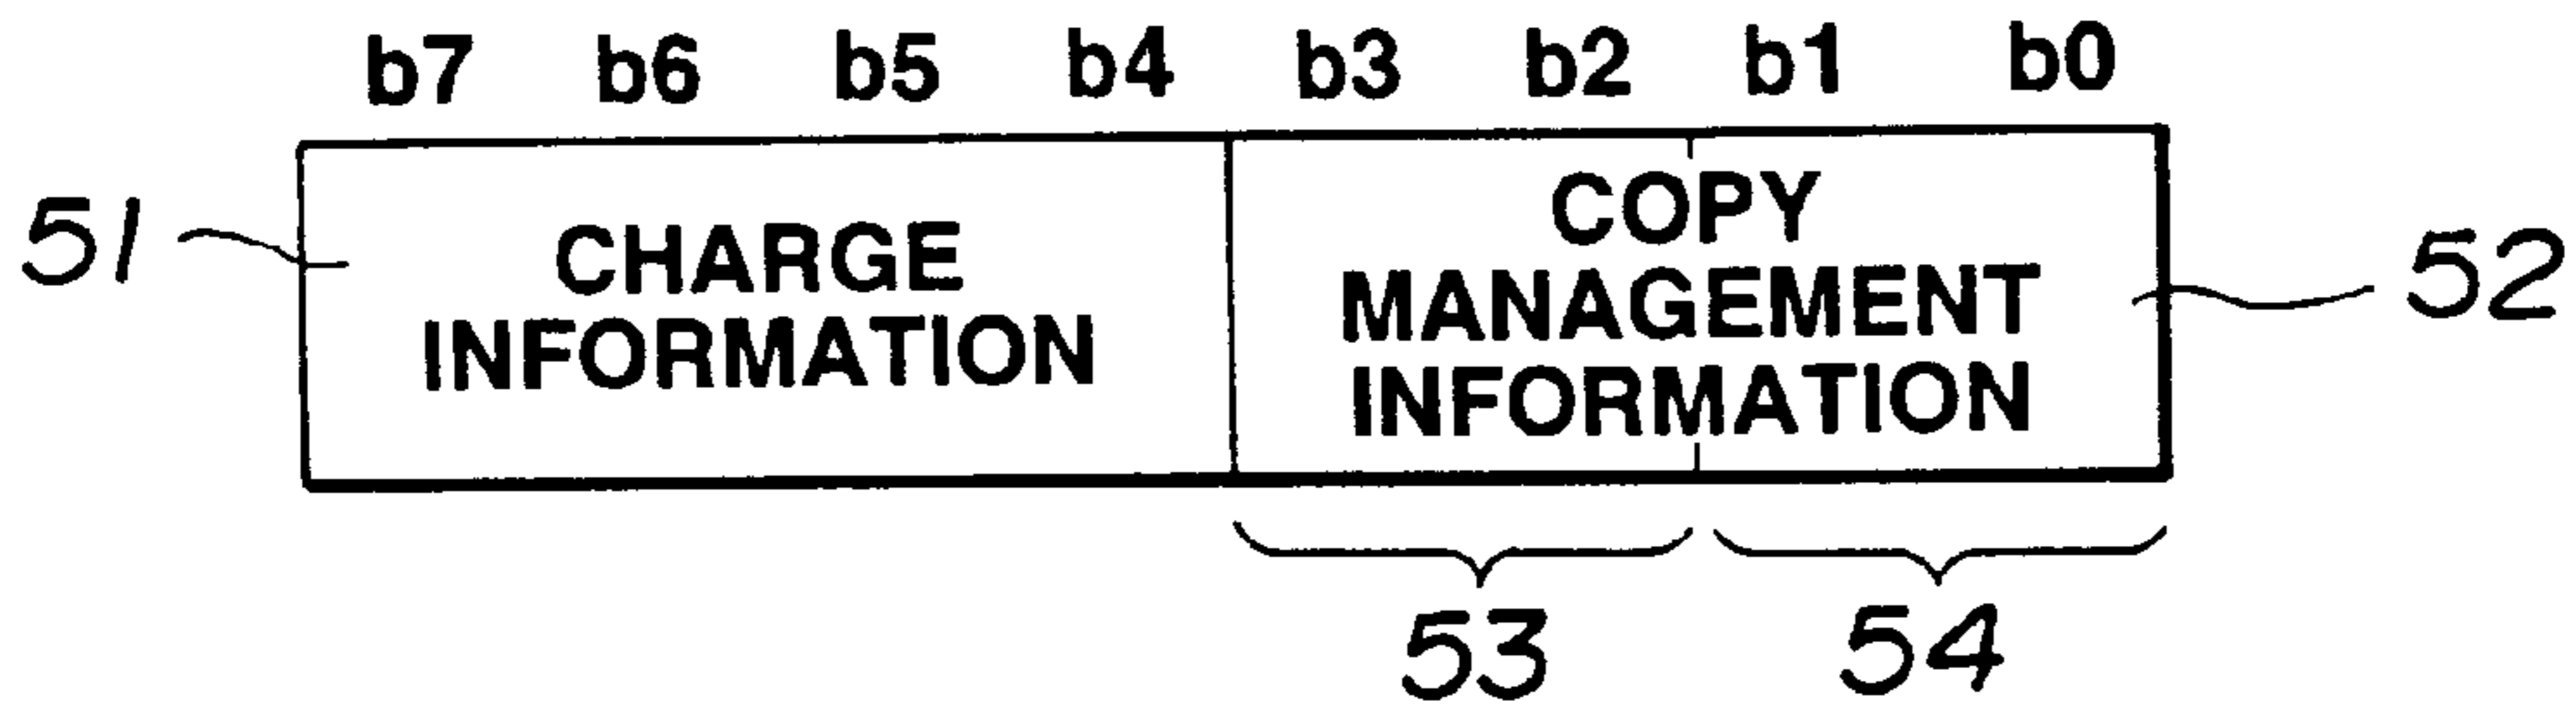 b7 b6 b5 b4 b3 b2 b1 b0
51
CHARGE
INFORMATION
COPY
MANAGEMENT
INFORMATION
52
53 54